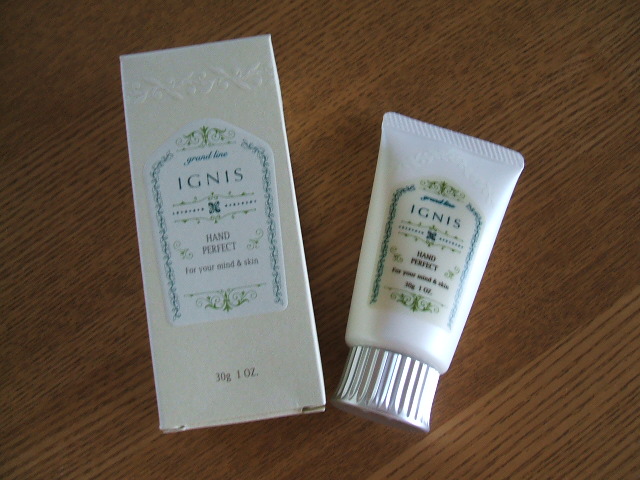 grand line
IGNIS
HAND
PERFECT
For your mind & skin
30g 1 OZ.
grand line
IGNIS
HAND
PERFECT
For your mind & skin
30g 1 OZ.